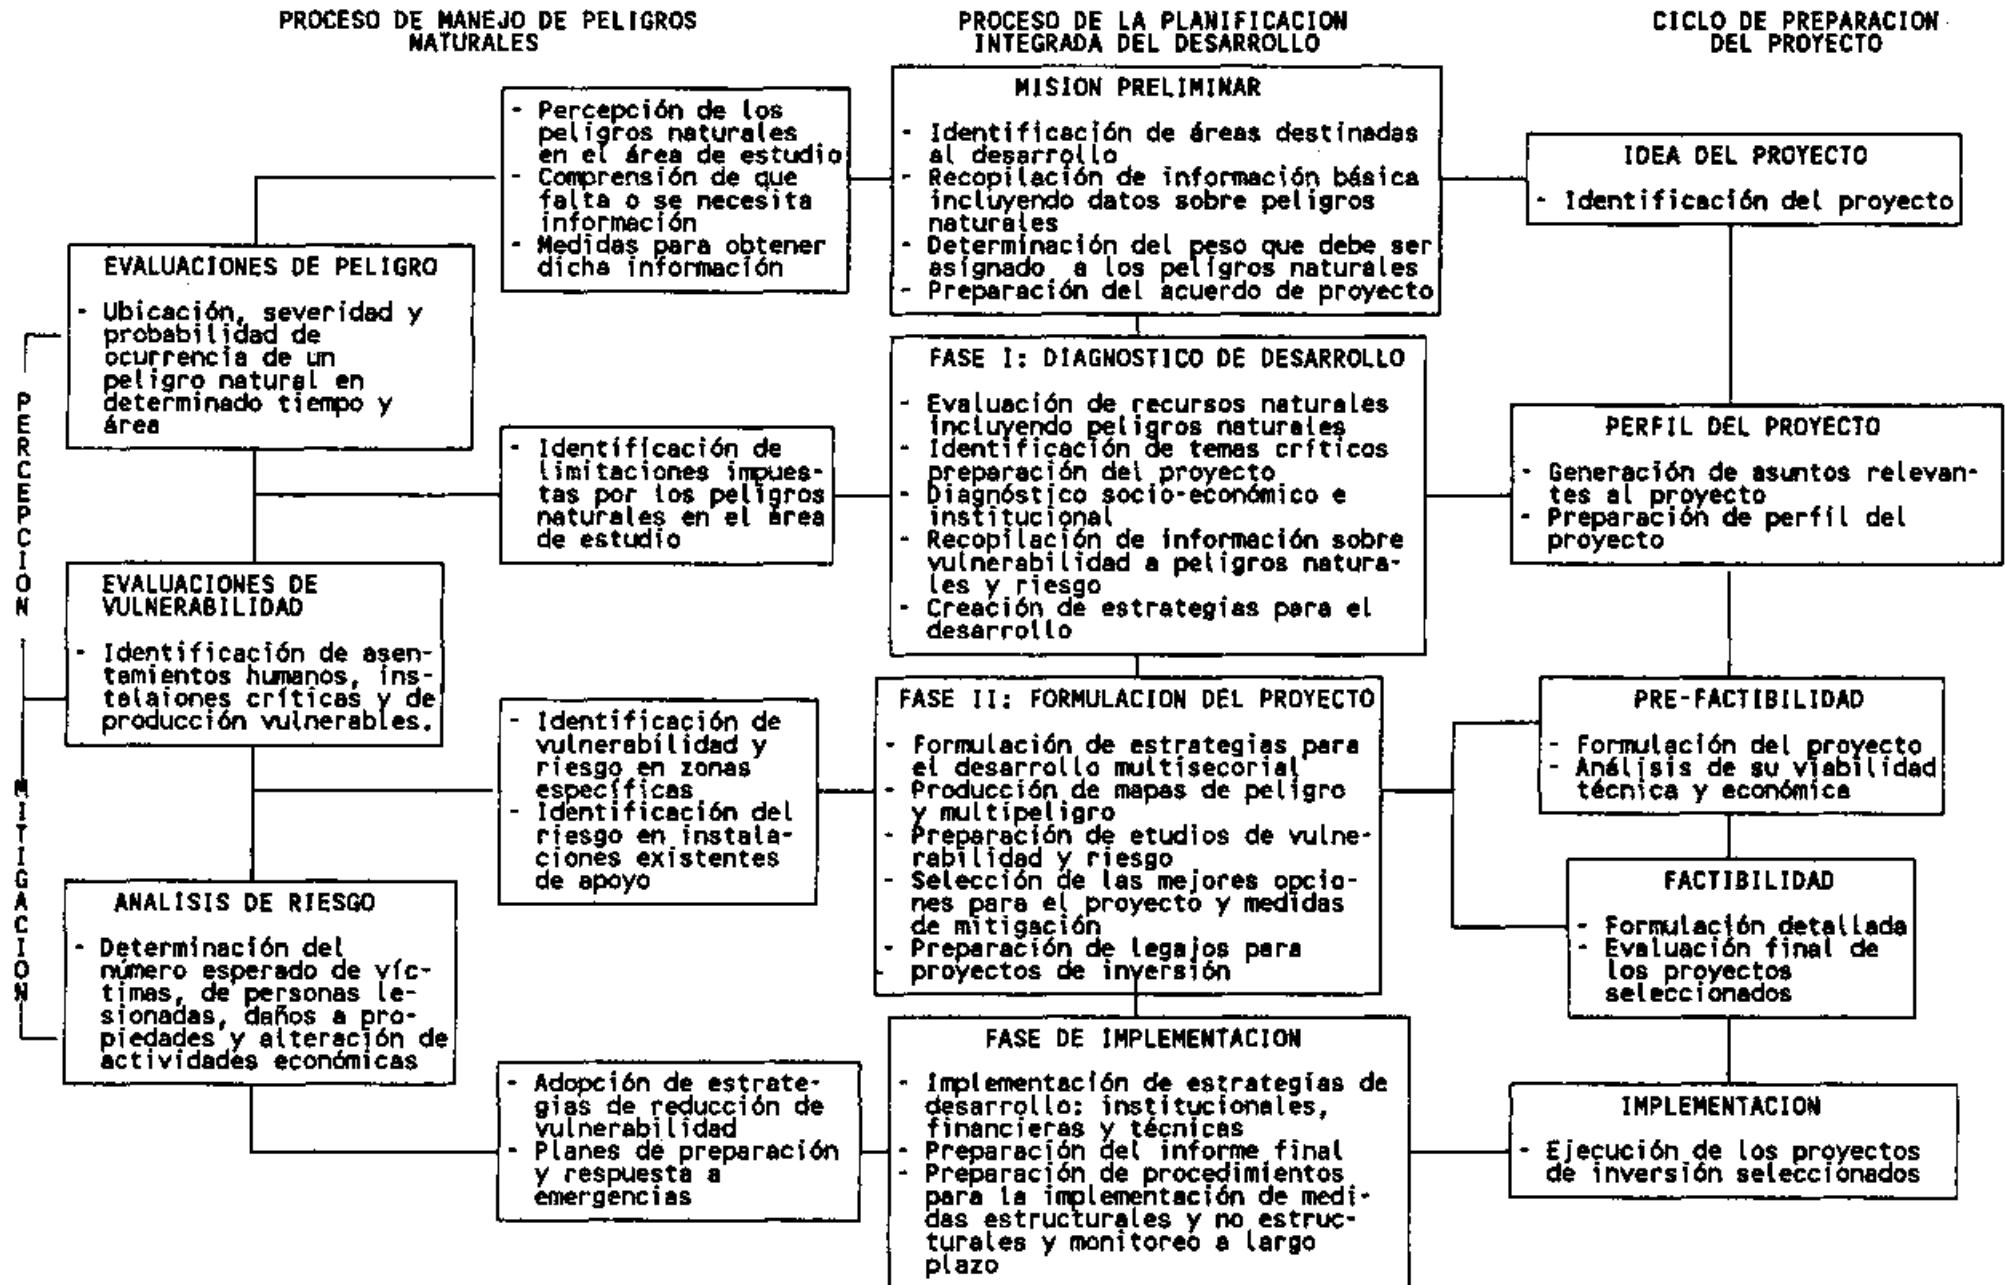 PROCESO DE MANEJO DE PELIGROS
NATURALES
PROCESO DE LA PLANIFICACION
INTEGRADA DEL DESARROLLO
CICLO DE PREPARACION
DEL PROYECTO
- Percepción de los
peligros naturales
en el área de estudio
- Comprensión de que
falta o se necesita
información
- Medidas para obtener
dicha información
MISION PRELIMINAR
- Identificación de áreas destinadas
al desarrollo
- Recopilación de información básica
incluyendo datos sobre peligros
naturales
- Determinación del peso que debe ser
asignado a los peligros naturales
- Preparación del acuerdo de proyecto
IDEA DEL PROYECTO
- Identificación del proyecto
PERCEPCION
MITIGACION
EVALUACIONES DE PELIGRO
- Ubicación, severidad y
probabilidad de
ocurrencia de un
peligro natural en
determinado tiempo y
área
- Identificación de
limitaciones impues-
tas por los peligros
naturales en el área
de estudio
FASE I: DIAGNOSTICO DE DESARROLLO
- Evaluación de recursos naturales
incluyendo peligros naturales
- Identificación de temas críticos
preparación del proyecto
- Diagnóstico socio-económico e
institucional
- Recopilación de información sobre
vulnerabilidad a peligros natura-
les y riesgo
- Creación de estrategias para el
desarrollo
PERFIL DEL PROYECTO
- Generación de asuntos relevan-
tes al proyecto
- Preparación de perfil del
proyecto
EVALUACIONES DE
VULNERABILIDAD
- Identificación de asen-
tamientos humanos, ins-
talaiones críticas y de
producción vulnerables.
- Identificación de
vulnerabilidad y
riesgo en zonas
específicas
- Identificación del
riesgo en instala-
ciones existentes
de apoyo
FASE II: FORMULACION DEL PROYECTO
- Formulación de estrategias para
el desarrollo multisecorial
- Producción de mapas de peligro
y multipeligro
- Preparación de etudios de vulne-
rabilidad y riesgo
- Selección de las mejores opcio-
nes para el proyecto y medidas
de mitigación
- Preparación de legajos para
- proyectos de inversión
PRE-FACTIBILIDAD
- Formulación del proyecto
- Análisis de su viabilidad
técnica y económica
FACTIBILIDAD
- Formulación detallada
- Evaluación final de
los proyectos
seleccionados
ANALISIS DE RIESGO
- Determinación del
número esperado de víc-
timas, de personas le-
sionadas, daños a pro-
piedades y alteración de
actividades económicas
- Adopción de estrate-
gias de reducción de
vulnerabilidad
- Planes de preparación
y respuesta a
emergencias
FASE DE IMPLEMENTACION
- Implementación de estrategias de
desarrollo: institucionales,
financieras y técnicas
- Preparación del informe final
- Preparación de procedimientos
para la implementación de medi-
das estructurales y no estruc-
turales y monitoreo a largo
plazo
IMPLEMENTACION
- Ejecución de los proyectos
de inversión seleccionados